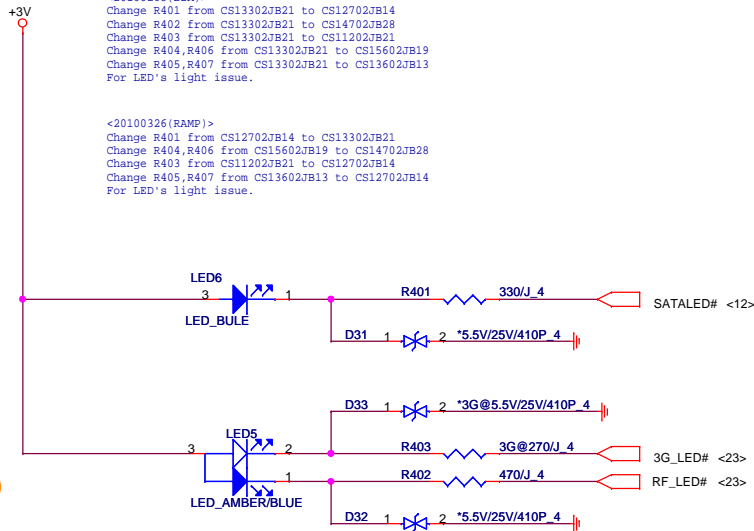 +3V
Change R401 from CS13302JB21 to CS12702JB14
Change R402 from CS13302JB21 to CS14702JB28
Change R403 from CS13302JB21 to CS11202JB21
Change R404,R406 from CS13302JB21 to CS15602JB19
Change R405,R407 from CS13302JB21 to CS13602JB13
For LED's light issue.
<20100326(RAMP)>
Change R401 from CS12702JB14 to CS13302JB21
Change R404,R406 from CS15602JB19 to CS14702JB28
Change R403 from CS11202JB21 to CS12702JB14
Change R405,R407 from CS13602JB13 to CS12702JB14
For LED's light issue.
LED6
3 1
LED_BULE
R401 330/J_4
SATALED# <12>
D31 1 2 *5.5V/25V/410P_4
D33 1 2 *3G@5.5V/25V/410P_4
LED5
3 2
R403 3G@270/J_4
3G_LED# <23>
1
R402 470/J_4
RF_LED# <23>
LED_AMBER/BLUE
D32 1 2 *5.5V/25V/410P_4